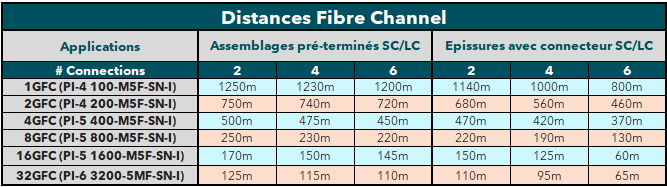 Distances Fibre Channel
Applications Assemblages pré-terminés SC/LC Epissures avec connecteur SC/LC
# Connections 2 4 6 2 4 6
1GFC (PI-4 100-M5F-SN-I) 1250m 1230m 1200m 1140m 1000m 800m
2GFC (PI-4 200-M5F-SN-I) 750m 740m 720m 680m 560m 460m
4GFC (PI-5 400-M5F-SN-I) 500m 475m 450m 470m 420m 370m
8GFC (PI-5 800-M5F-SN-I) 250m 230m 220m 220m 190m 130m
16GFC (PI-5 1600-M5F-SN-I) 170m 150m 145m 150m 125m 60m
32GFC (PI-6 3200-5MF-SN-I) 125m 115m 110m 110m 95m 65m